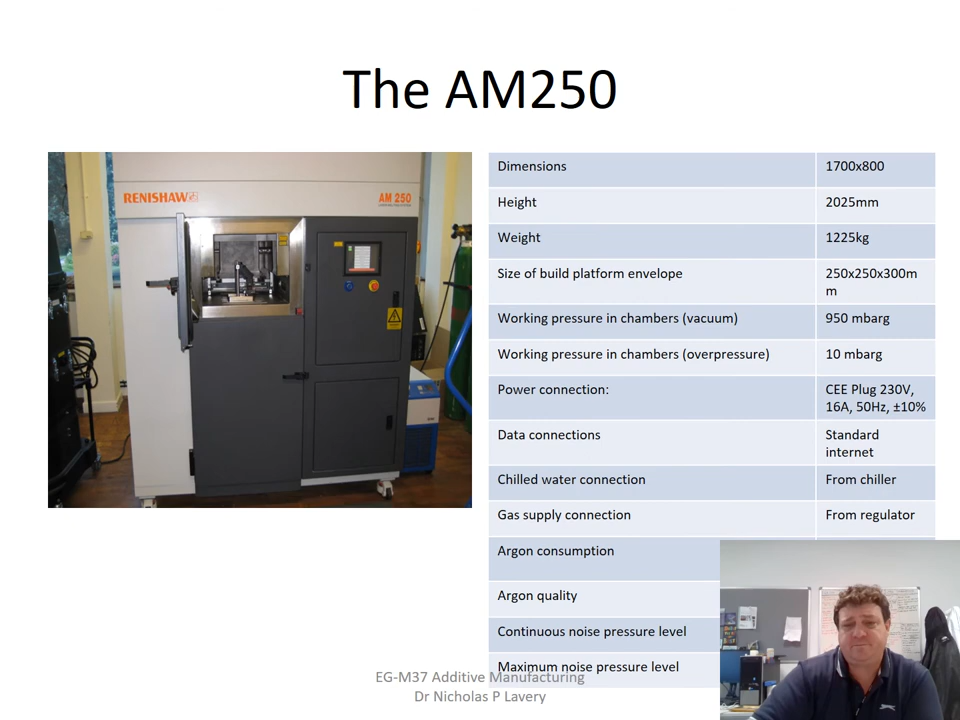 The AM250
RENISHAW
AM 250
Dimensions 1700x800
Height 2025mm
Weight 1225kg
Size of build platform envelope 250x250x300m
m
Working pressure in chambers (vacuum) 950 mbarg
Working pressure in chambers (overpressure) 10 mbarg
Power connection: CEE Plug 230V,
16A, 50Hz, ±10%
Data connections Standard
internet
Chilled water connection From chiller
Gas supply connection From regulator
Argon consumption
Argon quality
Continuous noise pressure level
Maximum noise pressure level
EG-M37 Additive Manufacturing
Dr Nicholas P Lavery